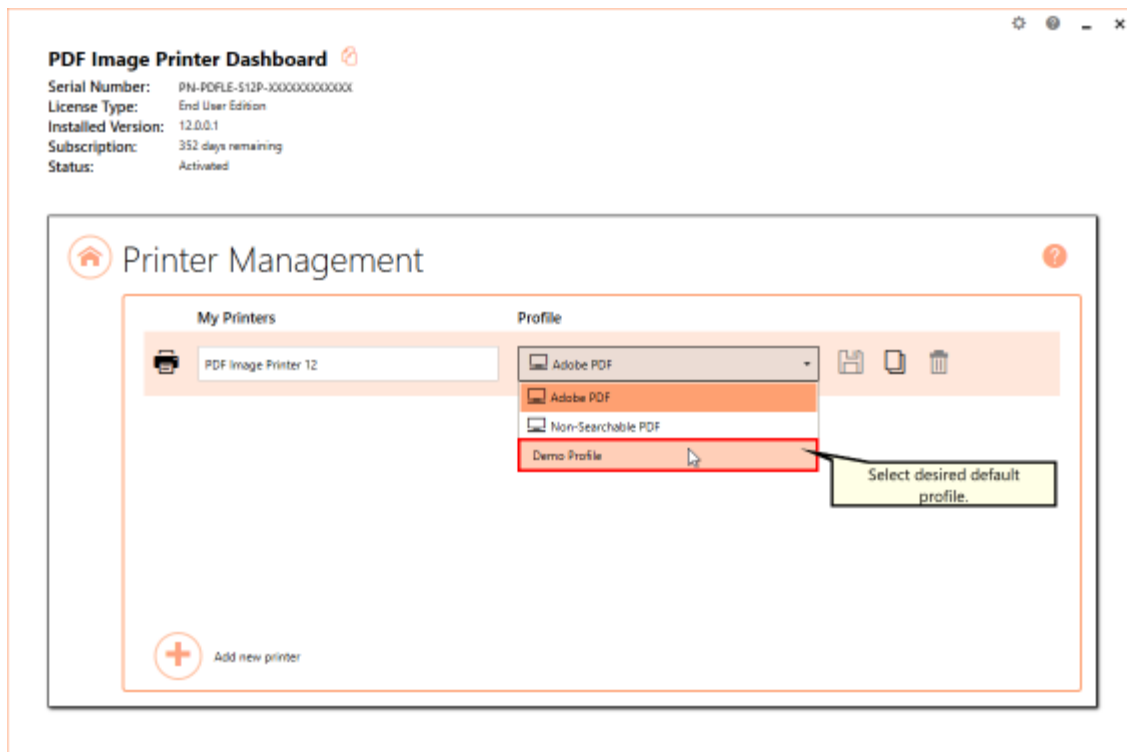 PDF Image Printer Dashboard
Serial Number: PN-PDFLE-S12P-XXXXXXXXXXXX
License Type: End User Edition
Installed Version: 12.0.0.1
Subscription: 352 days remaining
Status: Activated
Printer Management
My Printers Profile
PDF Image Printer 12 Adobe PDF
Adobe PDF
Non-Searchable PDF
Demo Profile
Select desired default
profile.
Add new printer